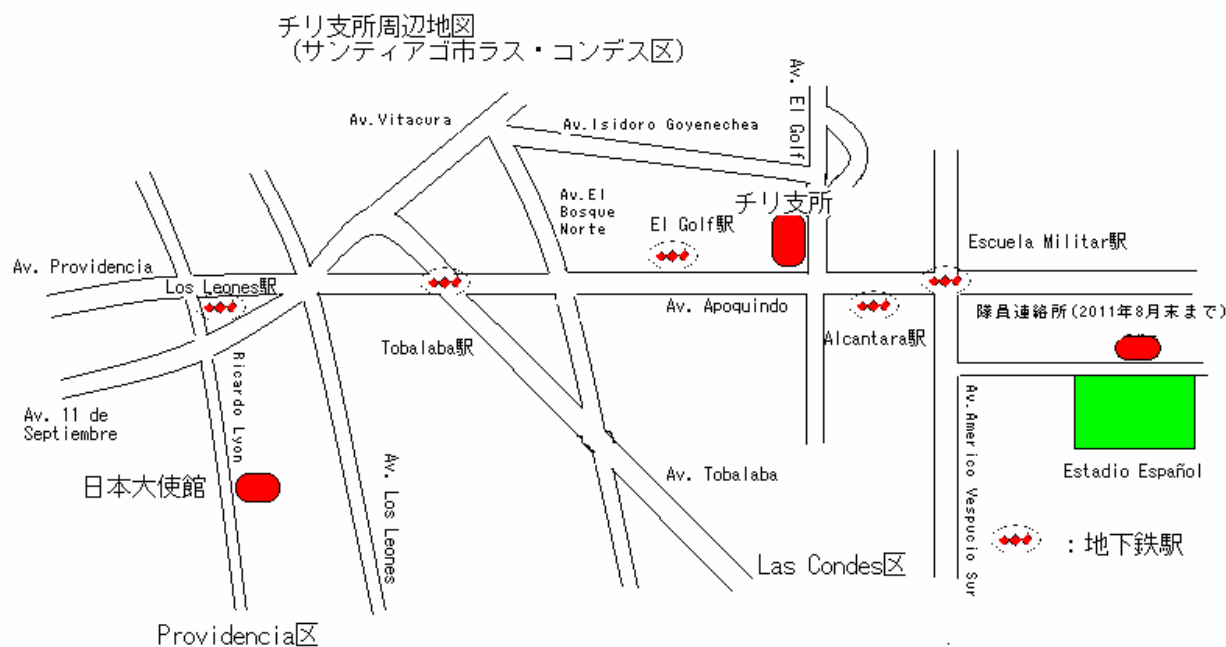 チリ支所周辺地図
(サンティアゴ市ラス・コンデス区)
Av. El Golf
Av.Vitacura
Av.Isidoro Goyenechea
Av.El
Bosque
Norte
チリ支所
El Golf駅
Escuela Militar駅
Av. Providencia
Los Leones駅
Av. Apoquindo
隊員連絡所(2011年8月末まで)
Tobalaba駅
Alcantara駅
Av. 11 de
Septiembre
Ricardo Lyon
Av. Los Leones
Av.Americo Vespucio Sur
日本大使館
Av. Tobalaba
Estadio Español
:地下鉄駅
Las Condes区
Providencia区